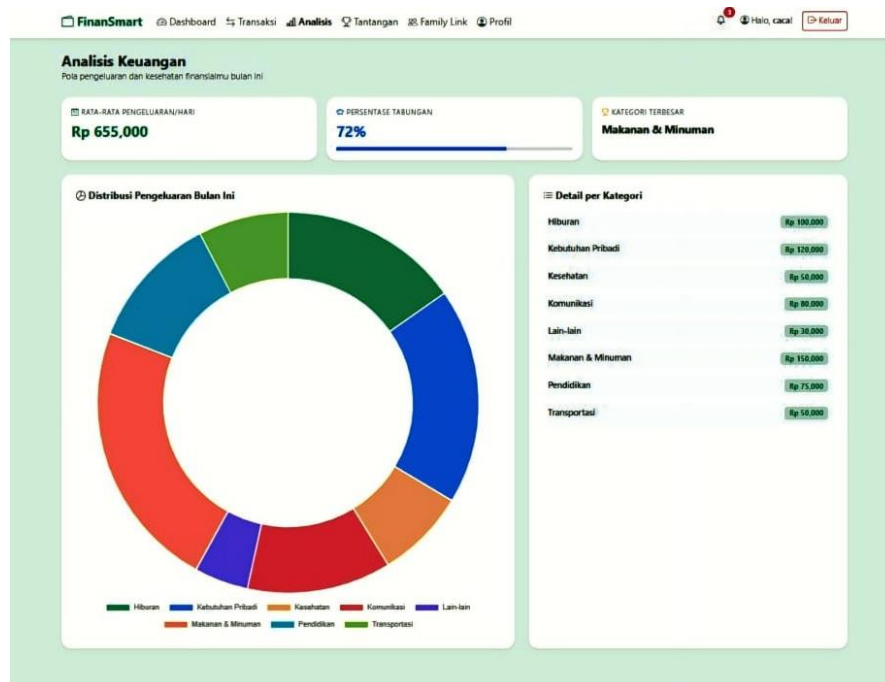 FinanSmart Dashboard Transaksi Analisis Tantangan Family Link Profil 3 Halo, cacal Keluar
Analisis Keuangan
Pola pengeluaran dan kesehatan finansialmu bulan ini
RATA-RATA PENGELUARAN/HARI
Rp 655,000
PERSENTASE TABUNGAN
72%
KATEGORI TERBESAR
Makanan & Minuman
Distribusi Pengeluaran Bulan Ini
Hiburan Kebutuhan Pribadi Kesehatan Komunikasi Lain-lain
Makanan & Minuman Pendidikan Transportasi
Detail per Kategori
Hiburan Rp 100,000
Kebutuhan Pribadi Rp 120,000
Kesehatan Rp 50,000
Komunikasi Rp 80,000
Lain-lain Rp 30,000
Makanan & Minuman Rp 150,000
Pendidikan Rp 75,000
Transportasi Rp 50,000